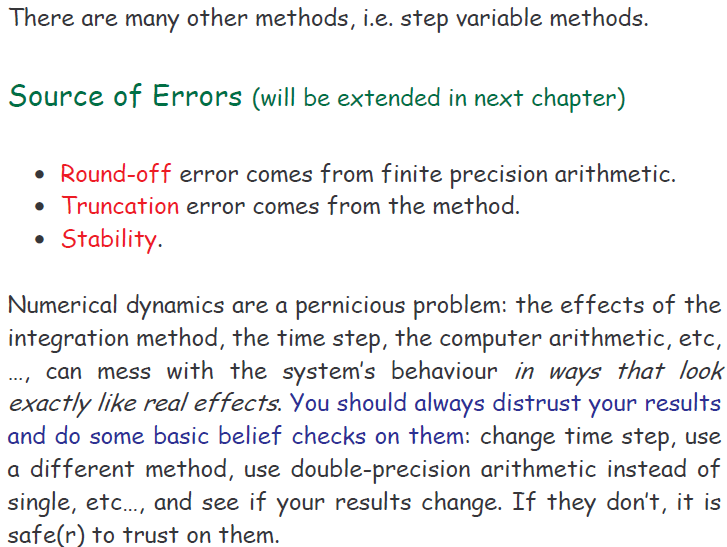 There are many other methods, i.e. step variable methods.
Source of Errors (will be extended in next chapter)
• Round-off error comes from finite precision arithmetic.
• Truncation error comes from the method.
• Stability.
Numerical dynamics are a pernicious problem: the effects of the
integration method, the time step, the computer arithmetic, etc,
…, can mess with the system's behaviour in ways that look
exactly like real effects. You should always distrust your results
and do some basic belief checks on them: change time step, use
a different method, use double-precision arithmetic instead of
single, etc…, and see if your results change. If they don't, it is
safe(r) to trust on them.